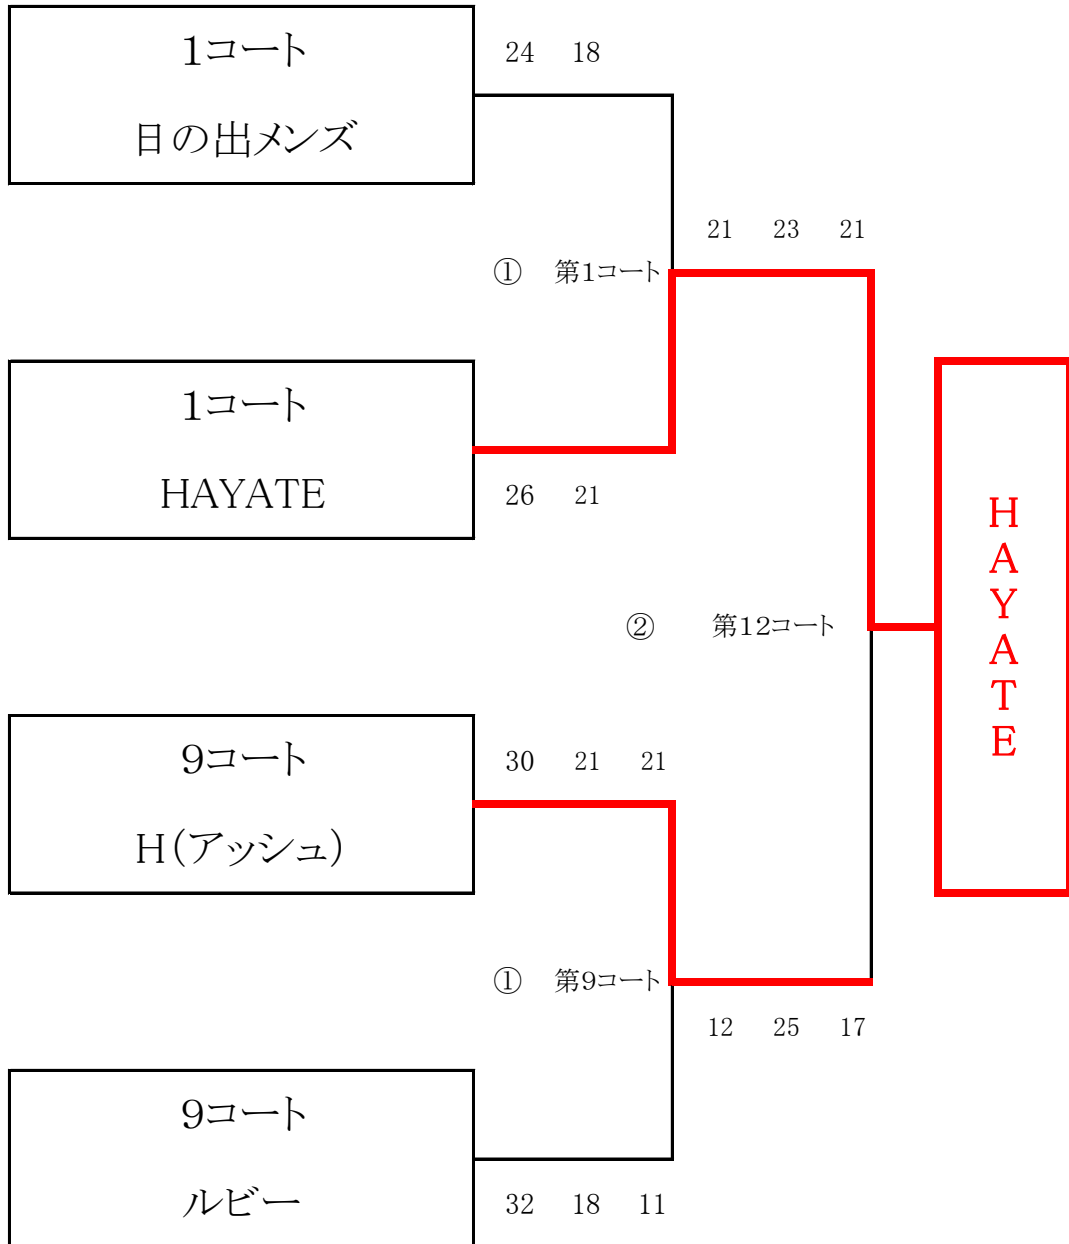 1コート
日の出メンズ
24 18
21 23 21
① 第1コート
1コート
HAYATE
26 21
HAYATE
② 第12コート
9コート
H(アッシュ)
30 21 21
① 第9コート
12 25 17
9コート
ルビー
32 18 11